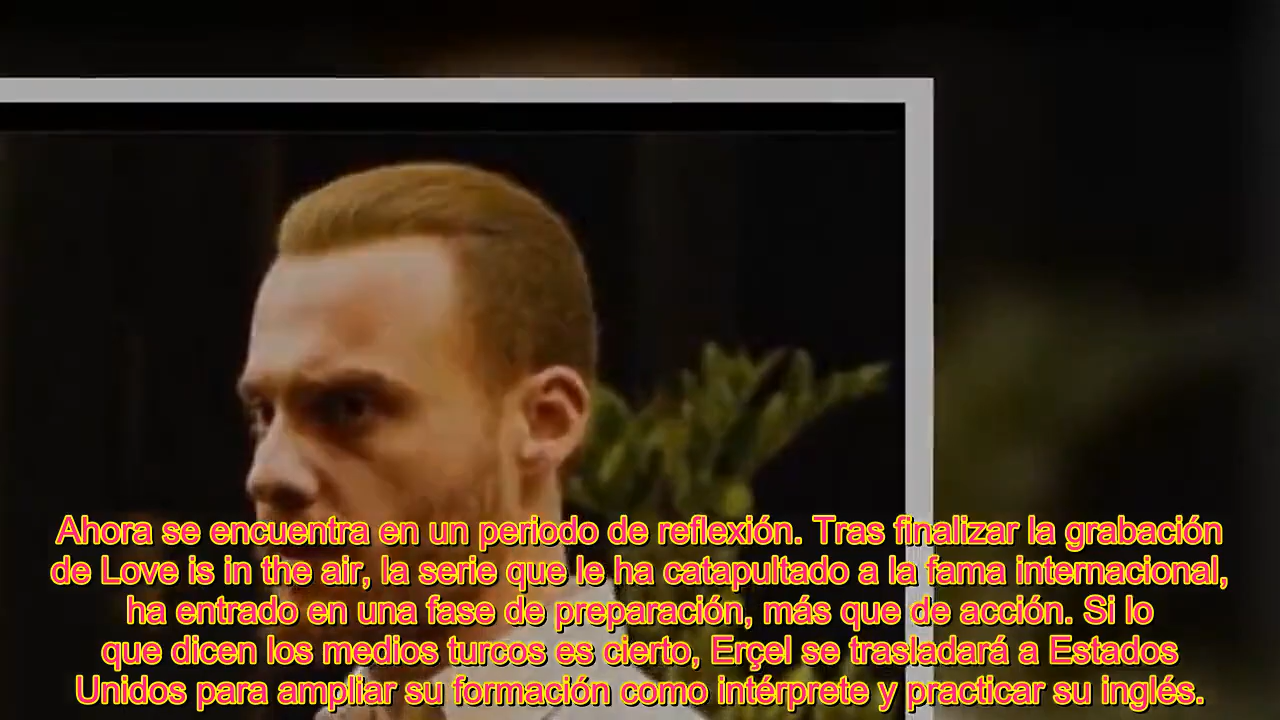 Ahora se encuentra en un periodo de reflexión. Tras finalizar la grabación
de Love is in the air, la serie que le ha catapultado a la fama internacional,
ha entrado en una fase de preparación, más que de acción. Si lo
que dicen los medios turcos es cierto, Erçel se trasladará a Estados
Unidos para ampliar su formación como intérprete y practicar su inglés.